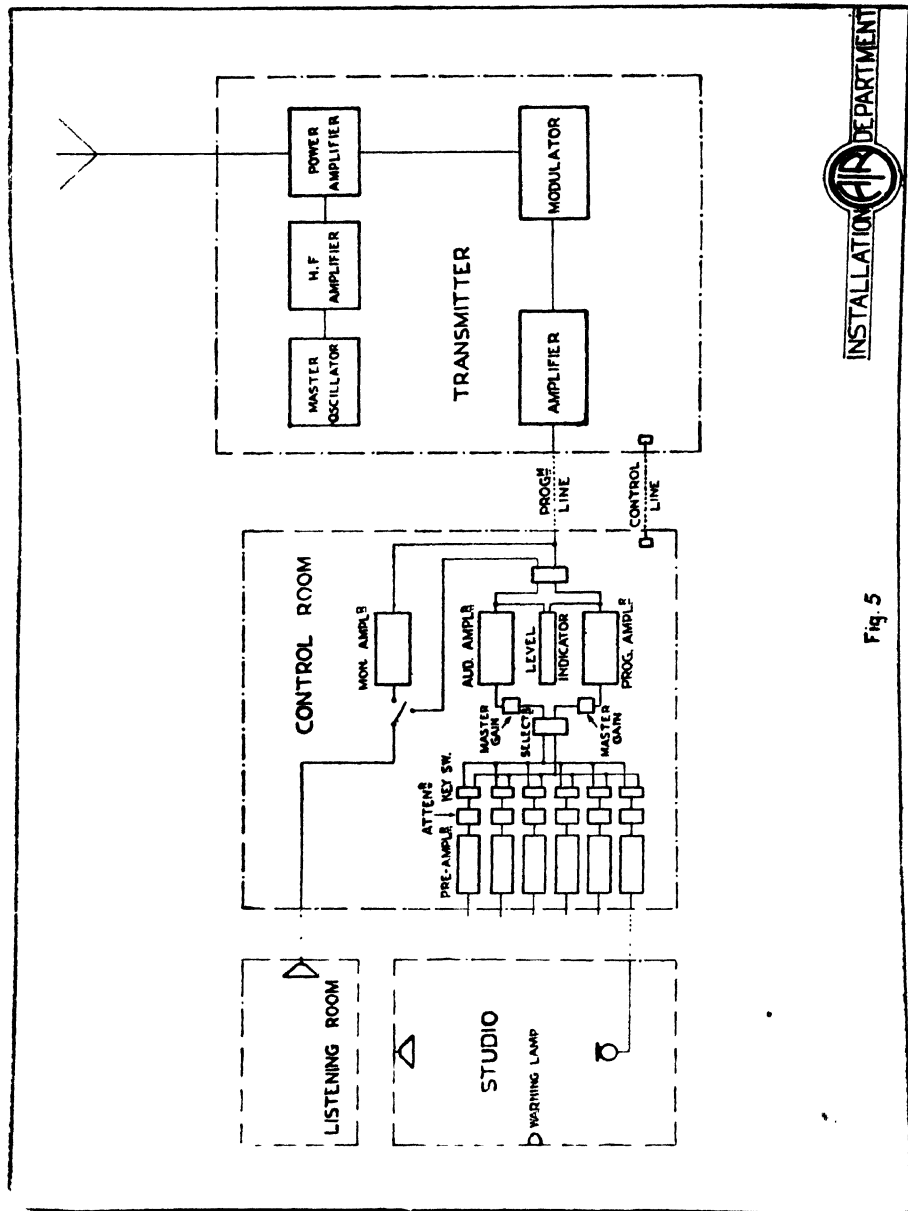 LISTENING ROOM
STUDIO
WARNING LAMP
CONTROL ROOM
MON. AMPLR
ATTENR
PRE-AMPLR
KEY SW.
MASTER
GAIN
SELECTR
MASTER
GAIN
AUD. AMPLR
LEVEL
INDICATOR
PROG. AMPLR
PROGM
LINE
CONTROL
LINE
TRANSMITTER
MASTER
OSCILLATOR
H.F
AMPLIFIER
POWER
AMPLIFIER
AMPLIFIER
MODULATOR
Fig. 5
INSTALLATION AIR DEPARTMENT